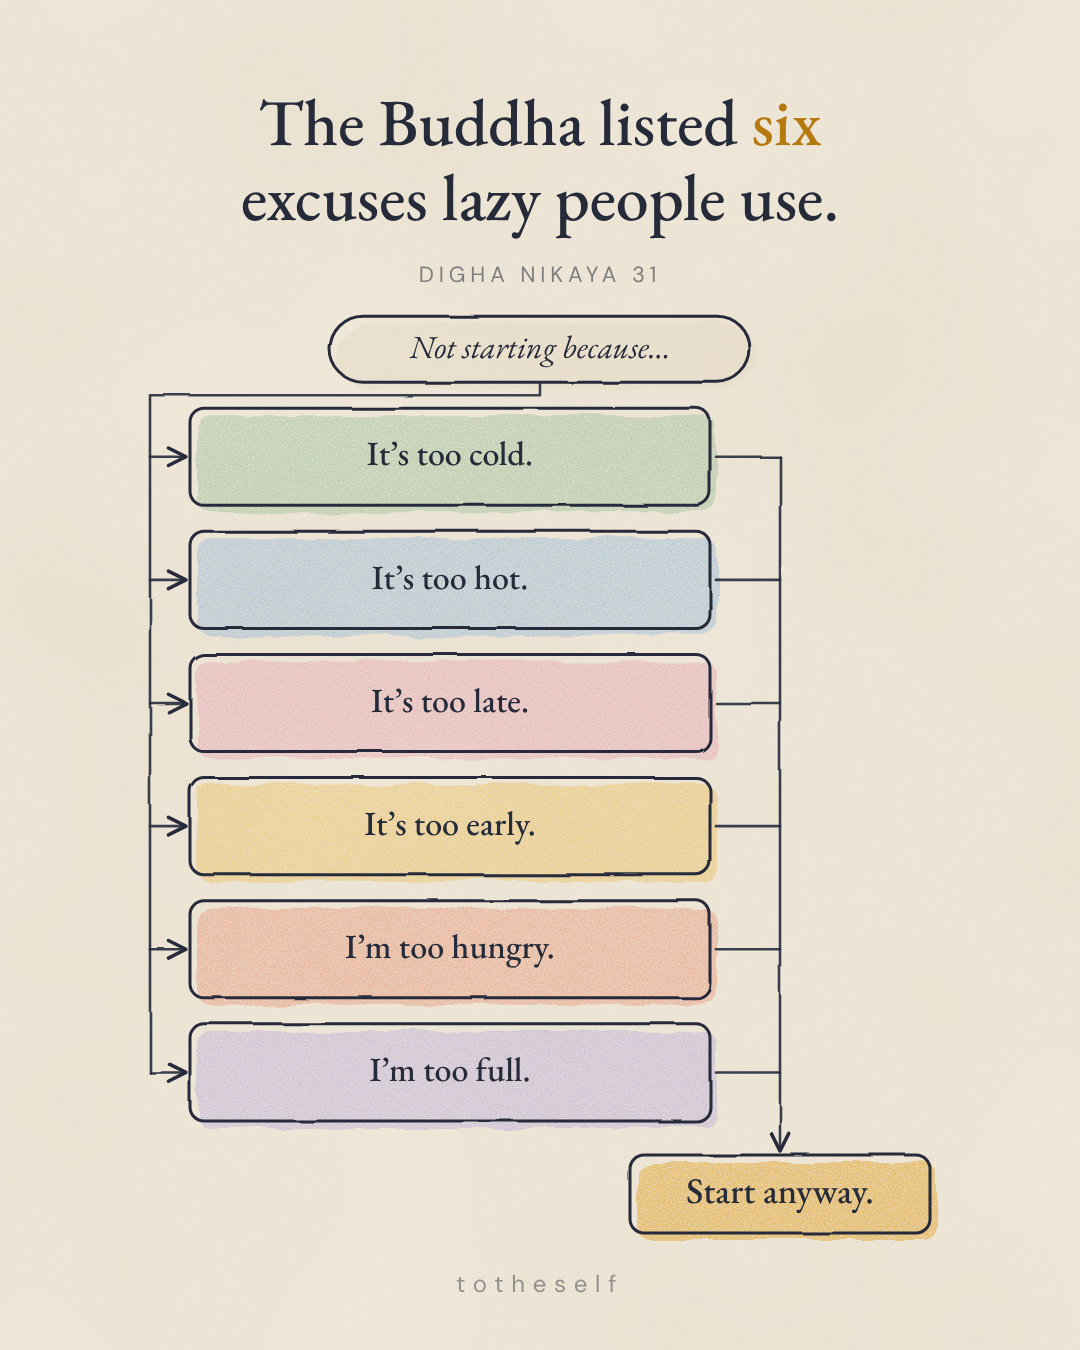 The Buddha listed six
excuses lazy people use.
DIGHA NIKAYA 31
Not starting because...
It’s too cold.
It’s too hot.
It’s too late.
It’s too early.
I’m too hungry.
I’m too full.
Start anyway.
totheself